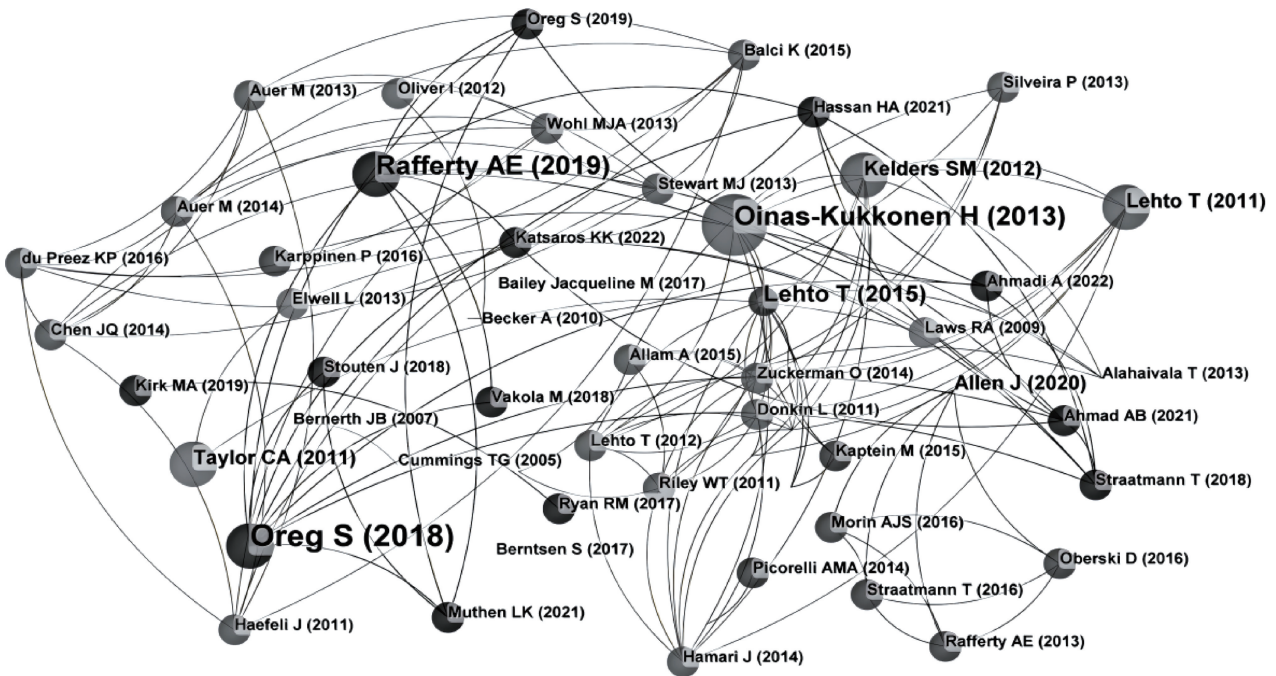 Oreg S (2019)
Balci K (2015)
Auer M (2013)
Oliver I (2012)
Silveira P (2013)
Hassan HA (2021)
Wohl MJA (2013)
Rafferty AE (2019)
Kelders SM (2012)
Stewart MJ (2013)
Lehto T (2011)
Auer M (2014)
Oinas-Kukkonen H (2013)
Katsaros KK (2022)
du Preez KP (2016)
Karppinen P (2016)
Bailey Jacqueline M (2017)
Ahmadi A (2022)
Lehto T (2015)
Elwell L (2013)
Becker A (2010)
Chen JQ (2014)
Laws RA (2009)
Allam A (2015)
Stouten J (2018)
Zuckerman O (2014)
Alahaivala T (2013)
Allen J (2020)
Kirk MA (2019)
Vakola M (2018)
Donkin L (2011)
Ahmad AB (2021)
Bernerth JB (2007)
Lehto T (2012)
Kaptein M (2015)
Taylor CA (2011)
Cummings TG (2005)
Riley WT (2011)
Straatmann T (2018)
Ryan RM (2017)
Morin AJS (2016)
Oreg S (2018)
Berntsen S (2017)
Oberski D (2016)
Picorelli AMA (2014)
Straatmann T (2016)
Muthen LK (2021)
Haefeli J (2011)
Rafferty AE (2013)
Hamari J (2014)